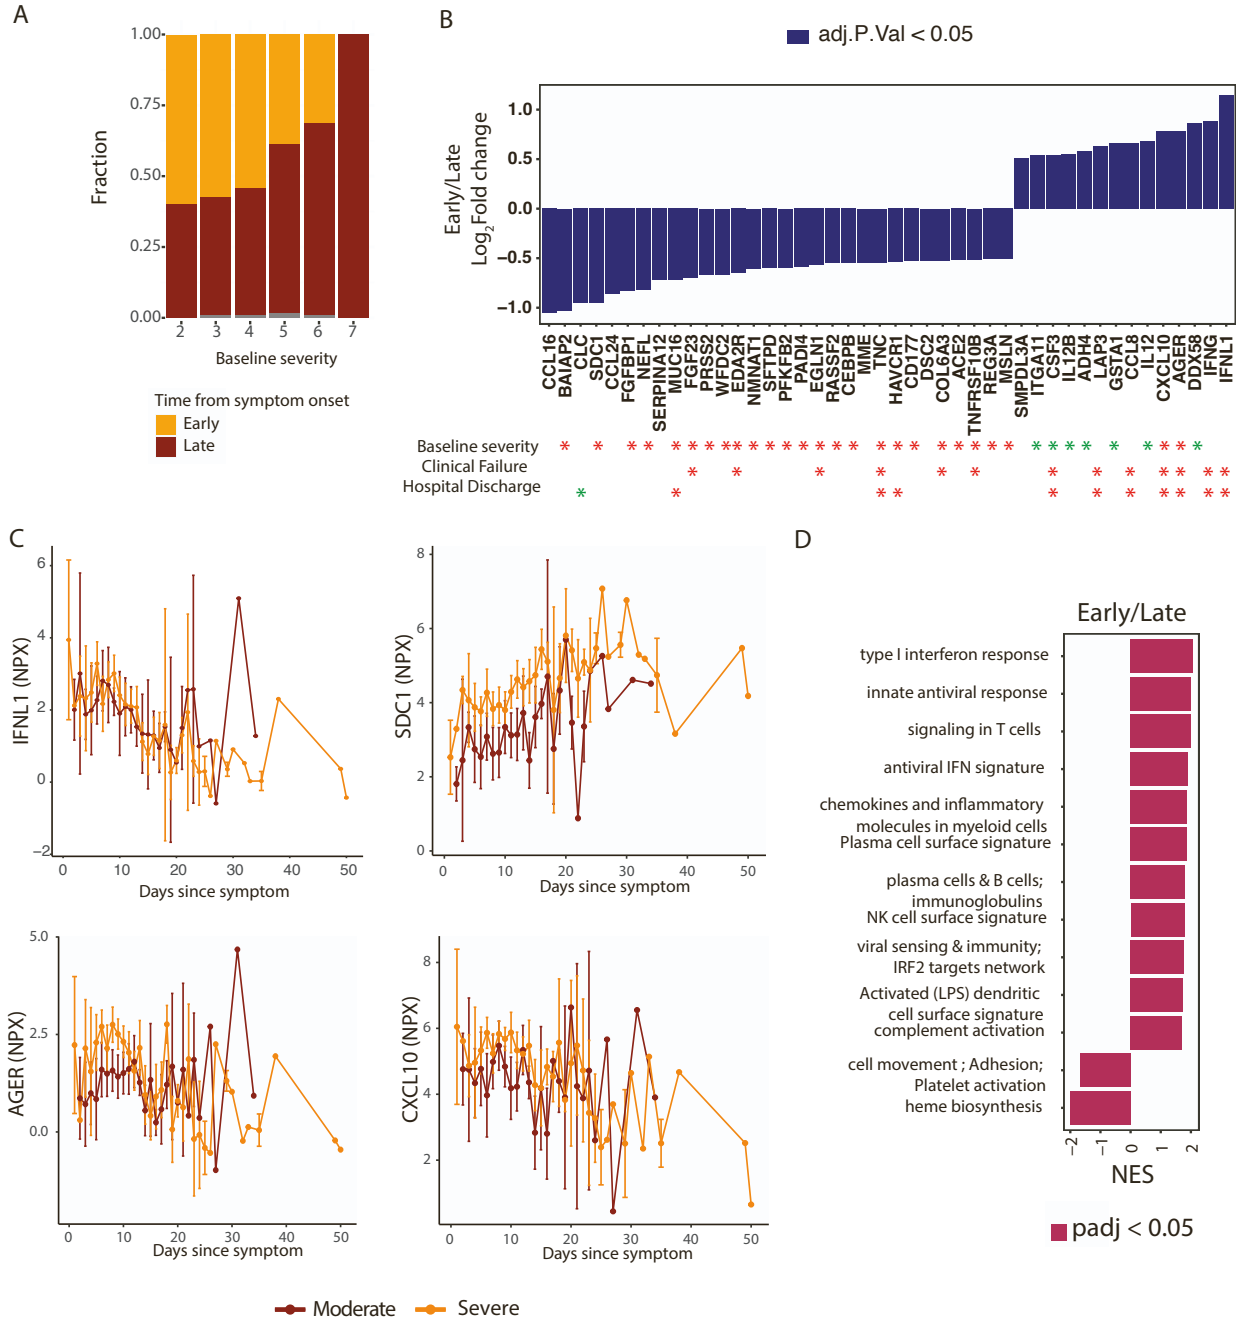 A
1.00
0.75
0.50
0.25
0.00
Fraction
2 3 4 5 6 7
Baseline severity
Time from symptom onset
Early
Late
B
adj.P.Val < 0.05
1.0
0.5
0.0
−0.5
−1.0
Early/Late
Log2Fold change
CCL16
BAIAP2
CLC
SDC1
CCL24
FGFBP1
NEFL
SERPINA12
MUC16
FGF23
PRSS2
WFDC2
EDA2R
NMNAT1
SFTPD
PFKFB2
PADI4
EGLN1
RASSF2
CEBPB
MME
TNC
HAVCR1
CD177
DSC2
COL6A3
ACE2
TNFRSF10B
REG3A
MSLN
SMPDL3A
ITGA11
CSF3
IL12B
ADH4
LAP3
GSTA1
CCL8
IL12
CXCL10
AGER
DDX58
IFNG
IFNL1
Baseline severity * * * * * * * * * * * * * * * * * * * * * * * * * * * * * * * * * *
Clinical Failure * * * * * * * * * * * * *
Hospital Discharge * * * * * * * * * * *
C
6
4
2
0
−2
IFNL1 (NPX)
0 10 20 30 40 50
Days since symptom
8
6
4
2
0
SDC1 (NPX)
0 10 20 30 40 50
Days since symptom
5.0
2.5
0.0
AGER (NPX)
0 10 20 30 40 50
Days since symptom
8
6
4
2
CXCL10 (NPX)
0 10 20 30 40 50
Days since symptom
Moderate Severe
D
Early/Late
type I interferon response
innate antiviral response
signaling in T cells
antiviral IFN signature
chemokines and inflammatory
molecules in myeloid cells
Plasma cell surface signature
plasma cells & B cells;
immunoglobulins
NK cell surface signature
viral sensing & immunity;
IRF2 targets network
Activated (LPS) dendritic
cell surface signature
complement activation
cell movement ; Adhesion;
Platelet activation
heme biosynthesis
−2 −1 0 1 2
NES
padj < 0.05